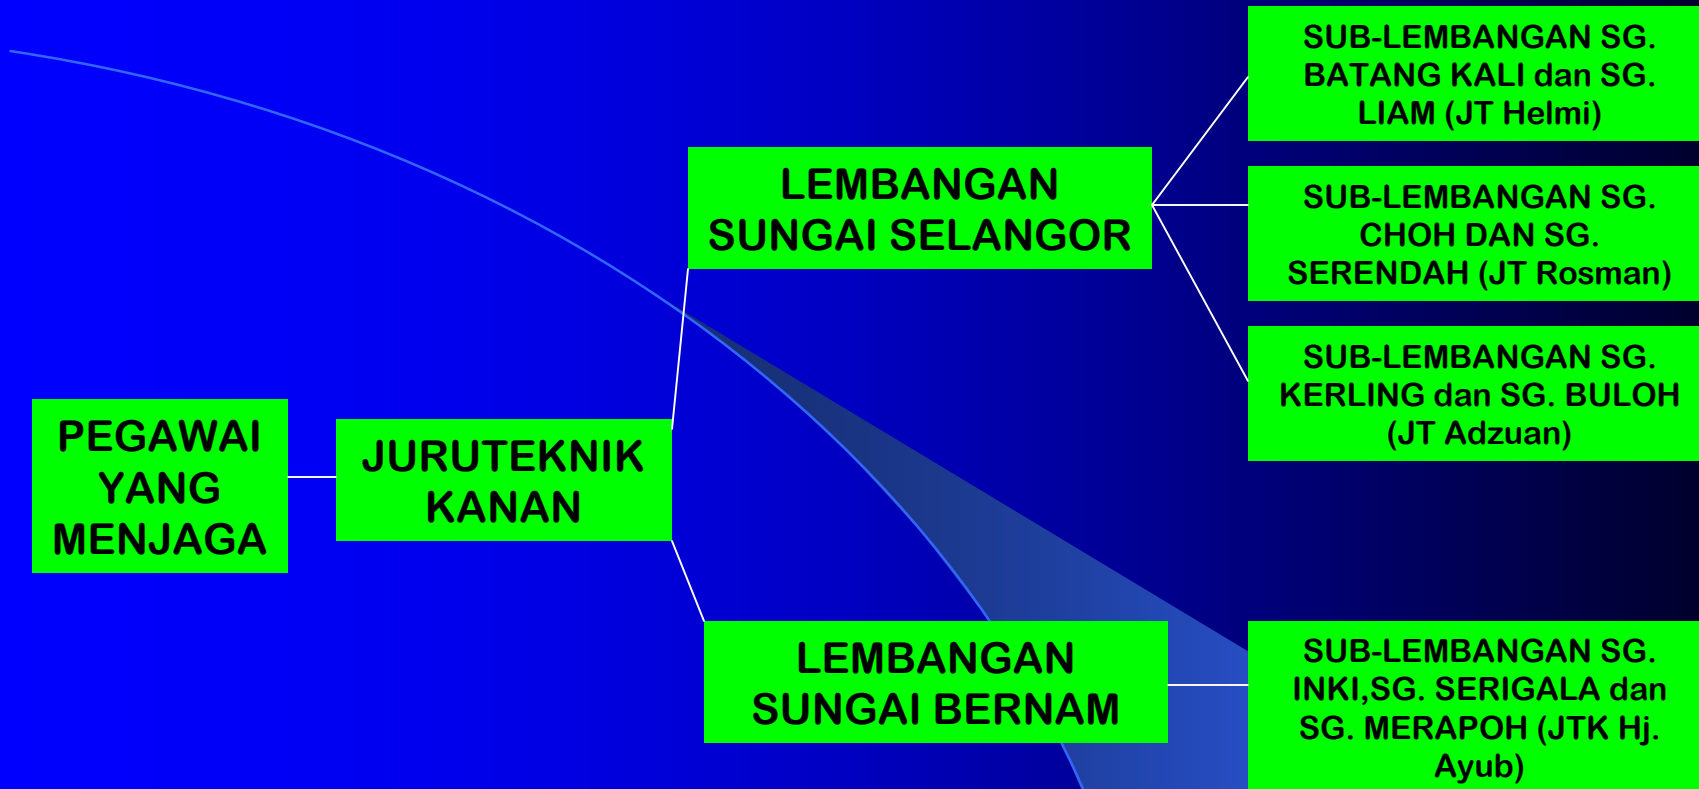 PEGAWAI
YANG
MENJAGA
JURUTEKNIK
KANAN
LEMBANGAN
SUNGAI SELANGOR
SUB-LEMBANGAN SG.
BATANG KALI dan SG.
LIAM (JT Helmi)
SUB-LEMBANGAN SG.
CHOH DAN SG.
SERENDAH (JT Rosman)
SUB-LEMBANGAN SG.
KERLING dan SG. BULOH
(JT Adzuan)
LEMBANGAN
SUNGAI BERNAM
SUB-LEMBANGAN SG.
INKI,SG. SERIGALA dan
SG. MERAPOH (JTK Hj.
Ayub)